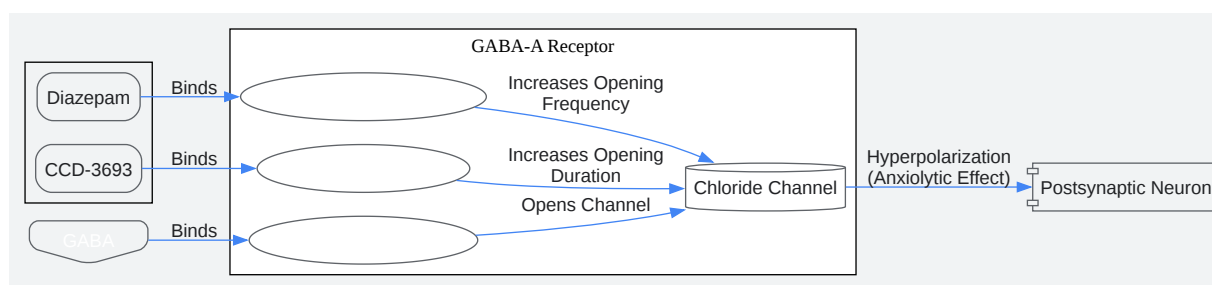 GABA-A Receptor
Diazepam
Binds
Increases Opening
Frequency
CCD-3693
Binds
Increases Opening
Duration
Chloride Channel
Hyperpolarization
(Anxiolytic Effect)
Postsynaptic Neuron
GABA
Binds
Opens Channel